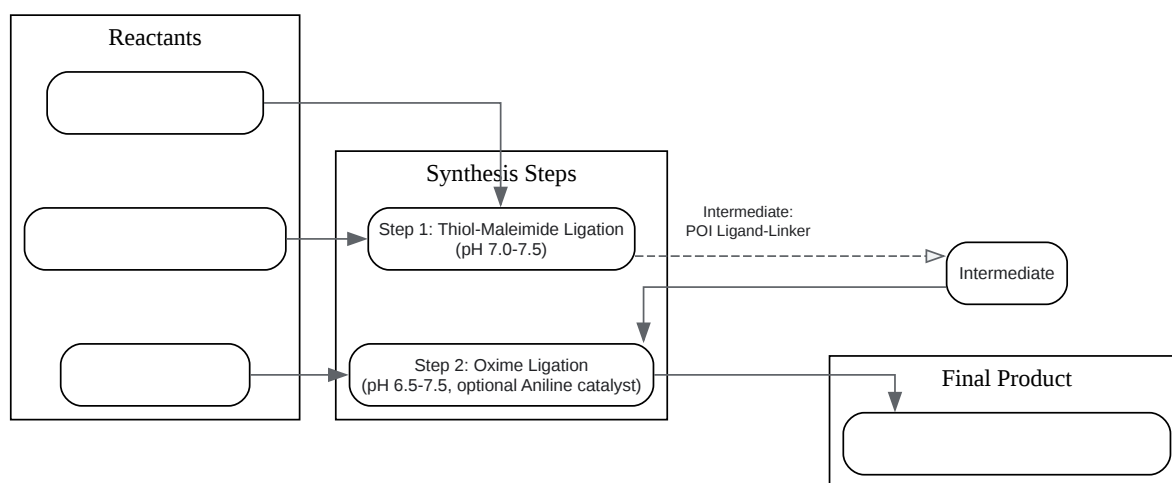 Reactants
Synthesis Steps
Step 1: Thiol-Maleimide Ligation
(pH 7.0-7.5)
Intermediate:
POI Ligand-Linker
Intermediate
Step 2: Oxime Ligation
(pH 6.5-7.5, optional Aniline catalyst)
Final Product